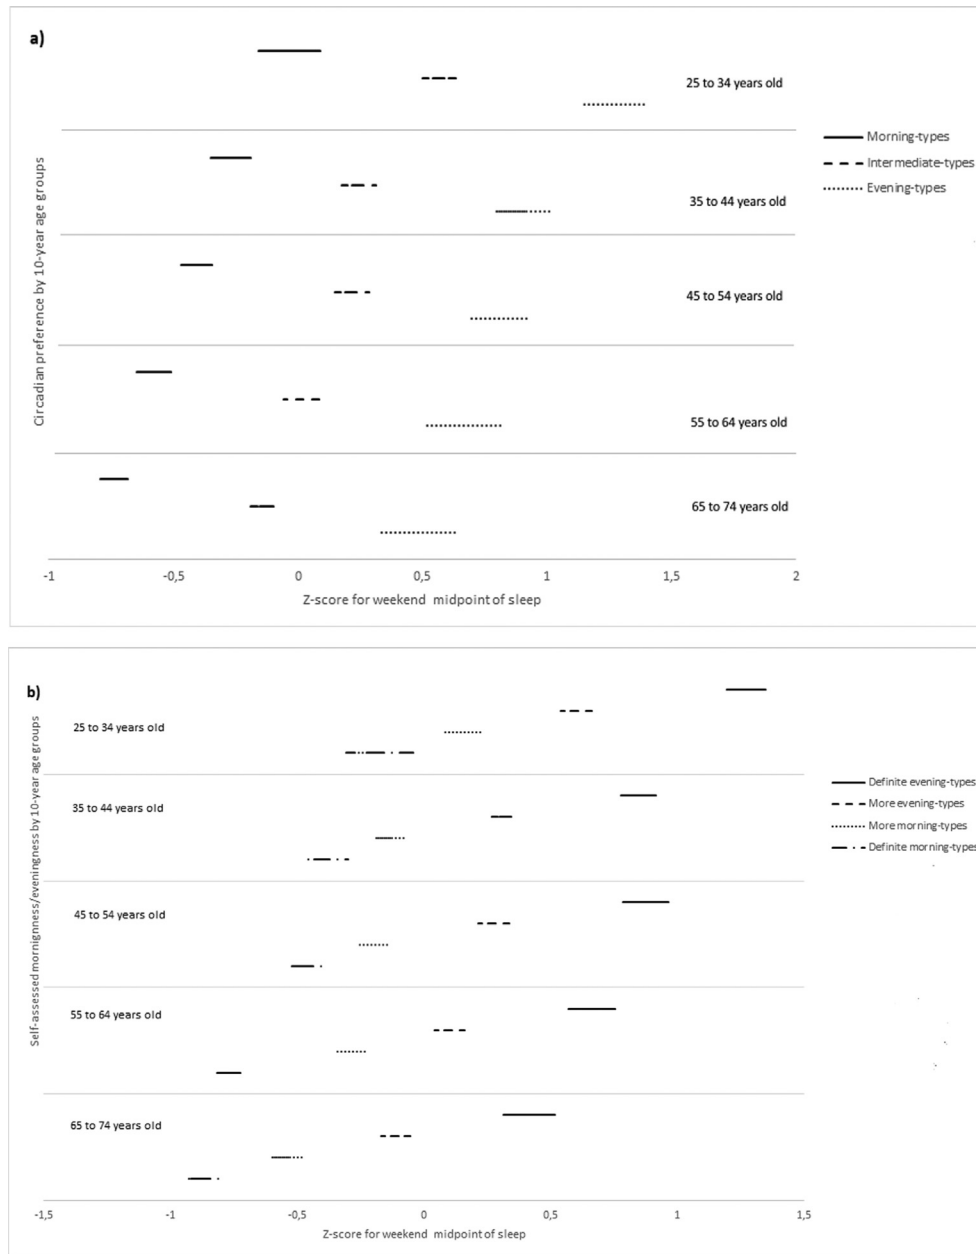 a)
25 to 34 years old
35 to 44 years old
45 to 54 years old
55 to 64 years old
65 to 74 years old
Circadian preference by 10-year age groups
Morning-types
Intermediate-types
Evening-types
-1 -0,5 0 0,5 1 1,5 2
Z-score for weekend midpoint of sleep
b)
25 to 34 years old
35 to 44 years old
45 to 54 years old
55 to 64 years old
65 to 74 years old
Self-assessed mornignness/eveningness by 10-year age groups
Definite evening-types
More evening-types
More morning-types
Definite morning-types
-1,5 -1 -0,5 0 0,5 1 1,5
Z-score for weekend midpoint of sleep